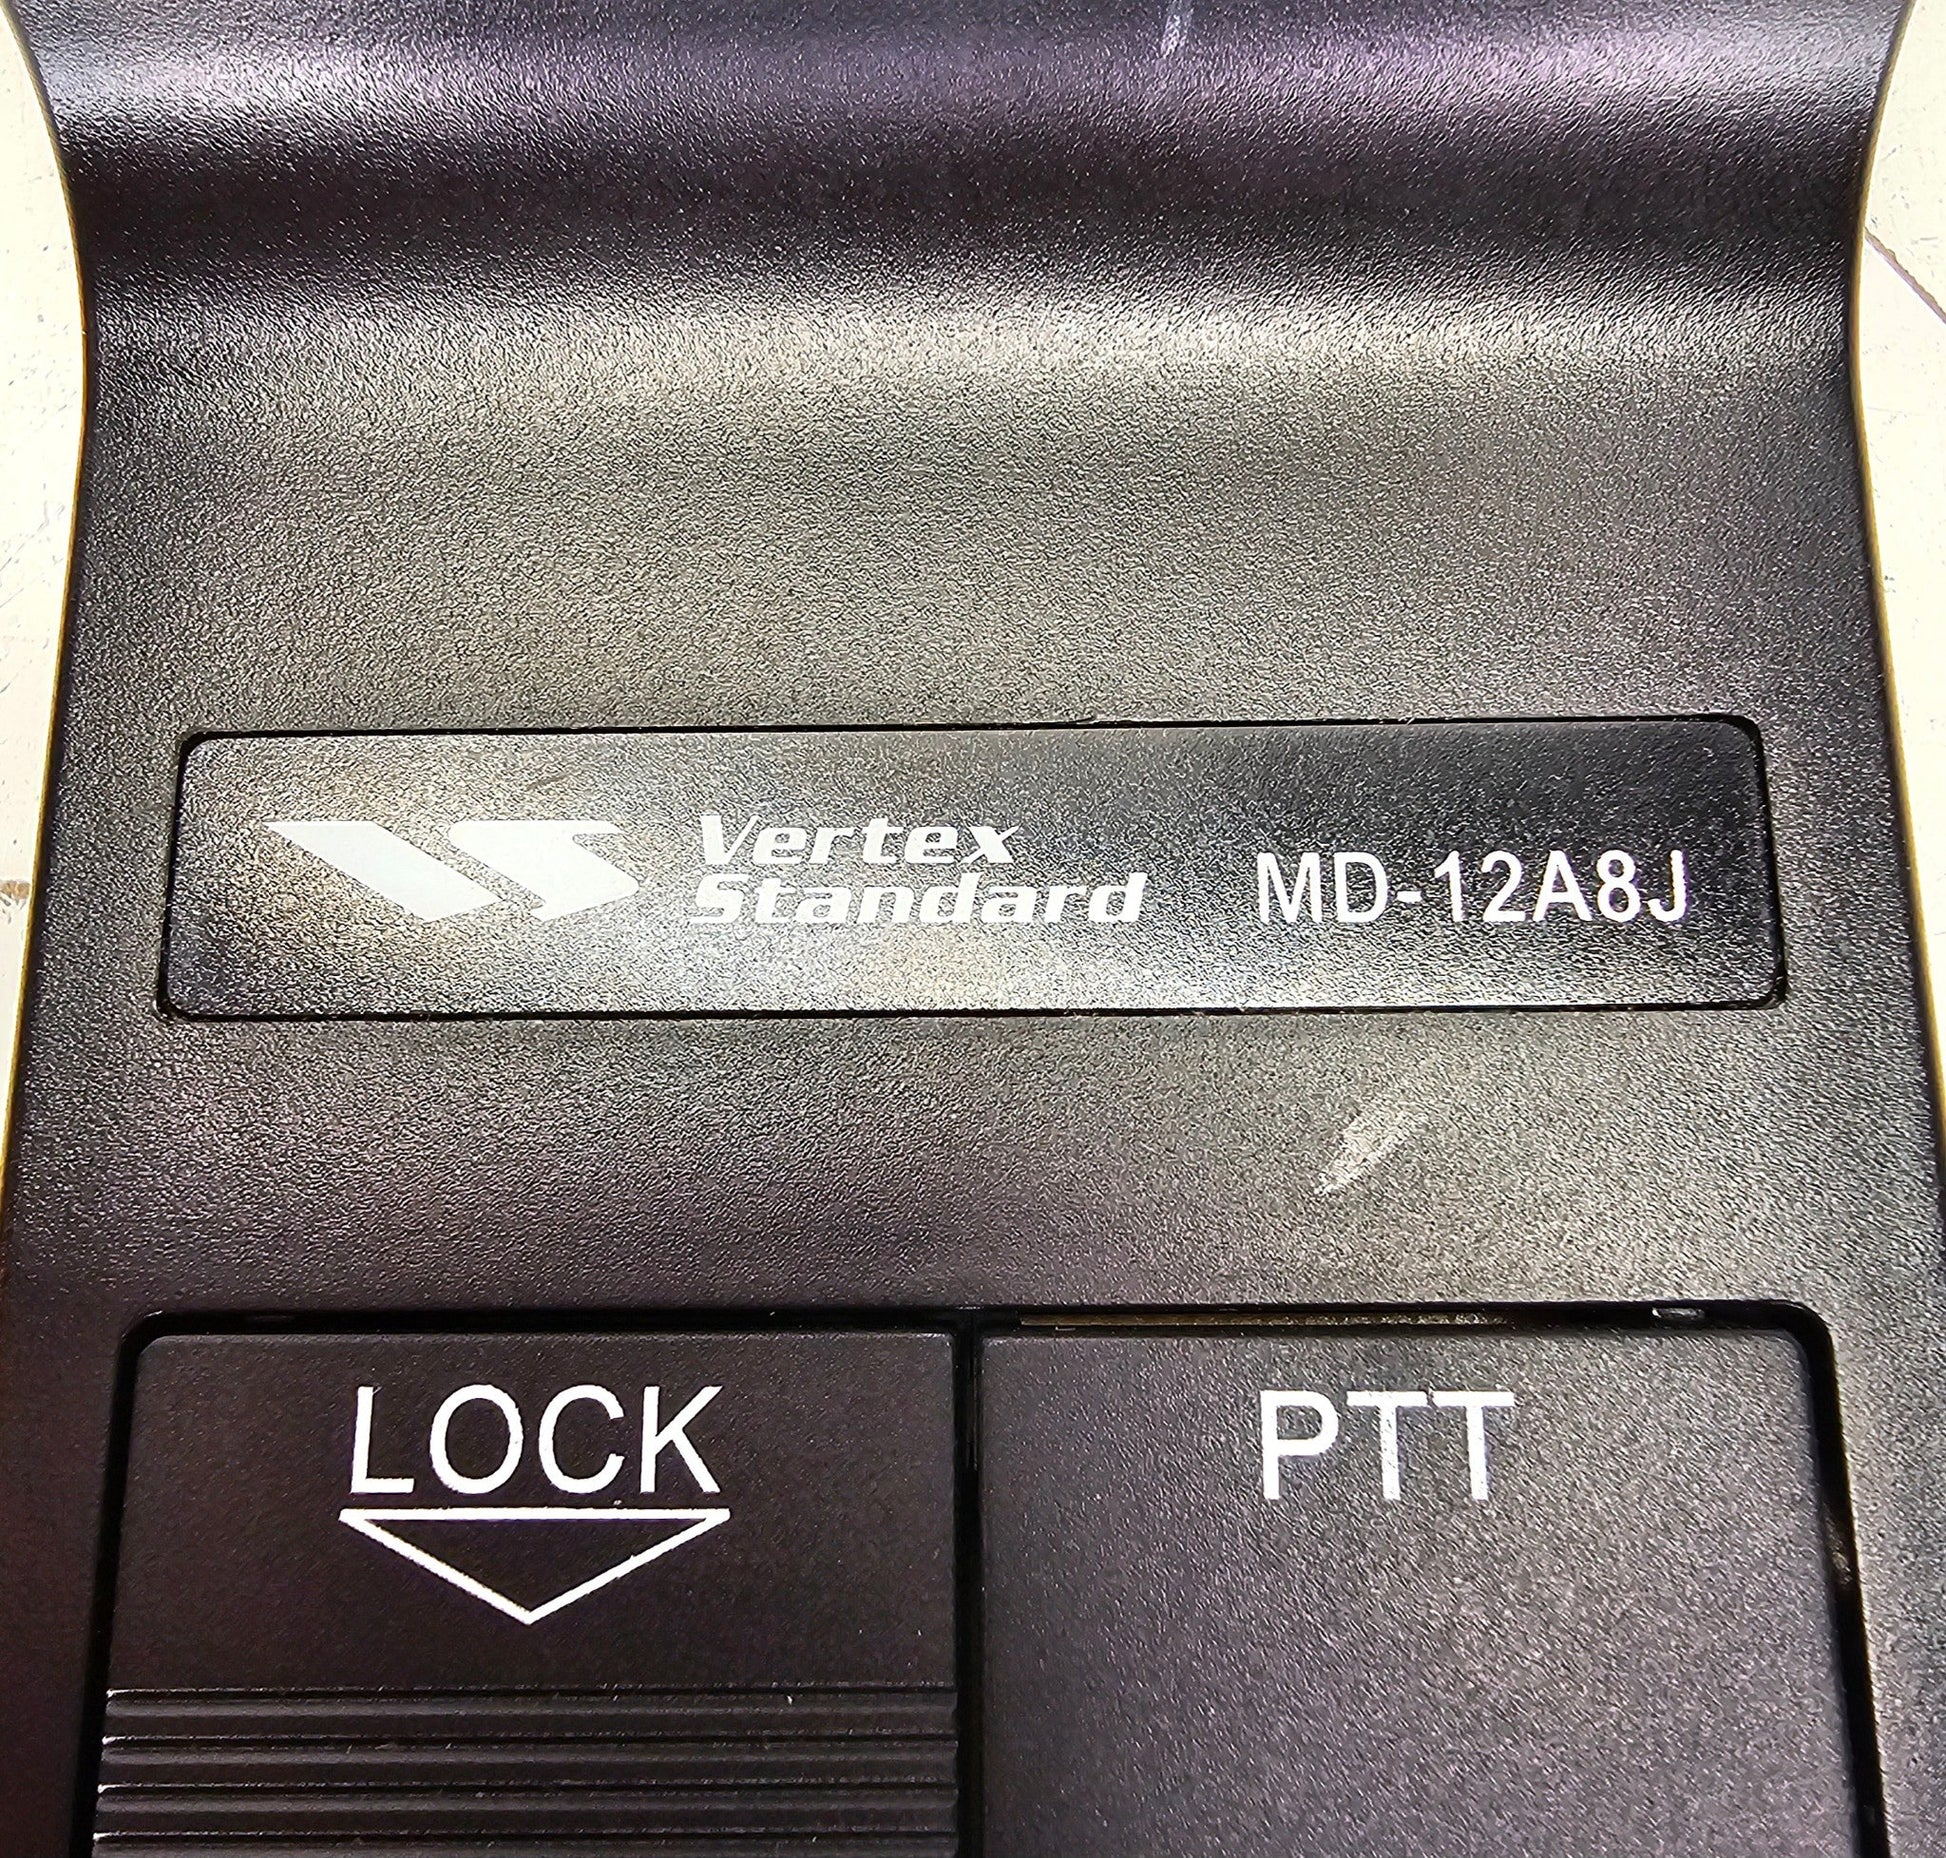 Vertex
Standard
MD-12A8J
LOCK
PTT